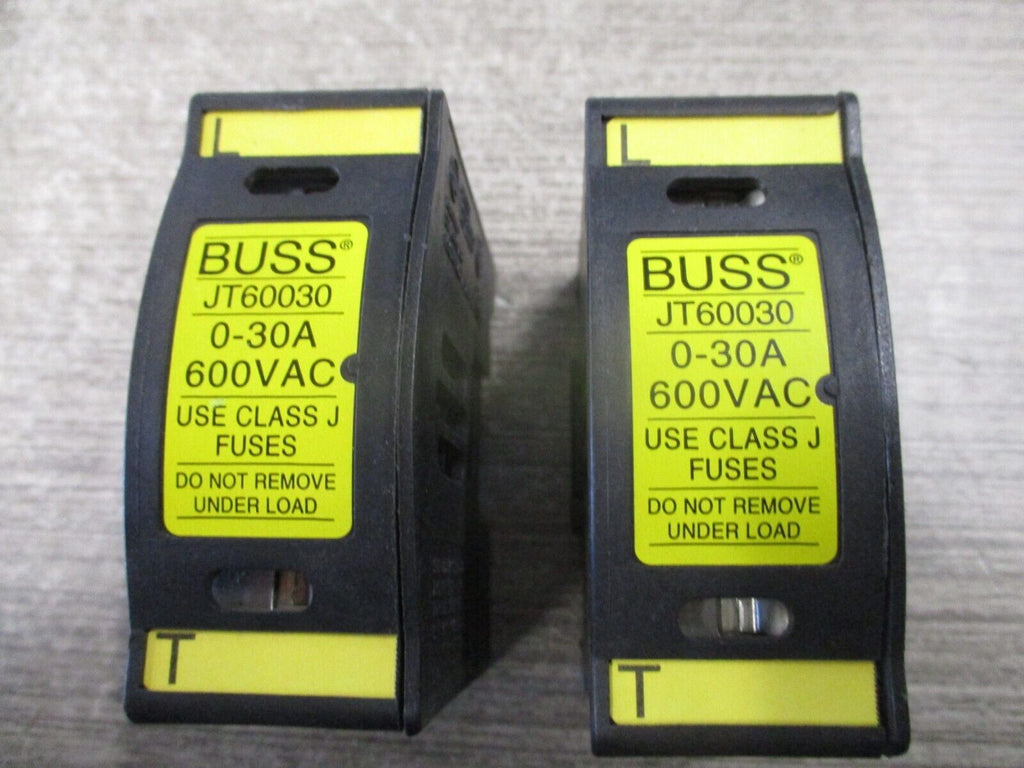 L
BUSS®
JT60030
0-30A
600VAC
USE CLASS J
FUSES
DO NOT REMOVE
UNDER LOAD
T
L
BUSS®
JT60030
0-30A
600VAC
USE CLASS J
FUSES
DO NOT REMOVE
UNDER LOAD
T